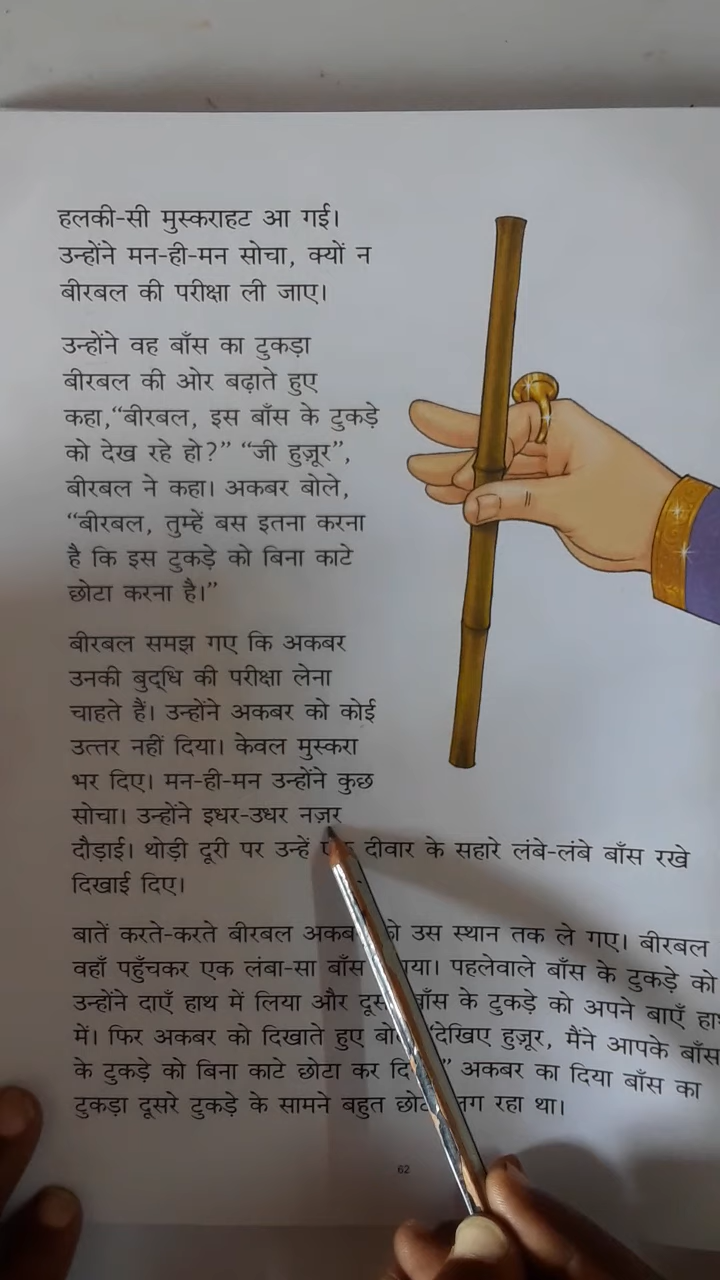 हलकी-सी मुस्कराहट आ गई।
उन्होंने मन-ही-मन सोचा, क्यों न
बीरबल की परीक्षा ली जाए।
उन्होंने वह बाँस का टुकड़ा
बीरबल की ओर बढ़ाते हुए
कहा,“बीरबल, इस बाँस के टुकड़े
को देख रहे हो?” “जी हुज़ूर”,
बीरबल ने कहा। अकबर बोले,
“बीरबल, तुम्हें बस इतना करना
है कि इस टुकड़े को बिना काटे
छोटा करना है।”
बीरबल समझ गए कि अकबर
उनकी बुद्धि की परीक्षा लेना
चाहते हैं। उन्होंने अकबर को कोई
उत्तर नहीं दिया। केवल मुस्करा
भर दिए। मन-ही-मन उन्होंने कुछ
सोचा। उन्होंने इधर-उधर नज़र
दौड़ाई। थोड़ी दूरी पर उन्हें दीवार के सहारे लंबे-लंबे बाँस रखे
दिखाई दिए।
बातें करते-करते बीरबल उस स्थान तक ले गए। बीरबल
वहाँ पहुँचकर एक लंबा-सा बाँस पहलेवाले बाँस के टुकड़े को
उन्होंने दाएँ हाथ में लिया और बाँस के टुकड़े को अपने बाएँ
में। फिर अकबर को दिखाते हुए “देखिए हुज़ूर, मैंने आपके बाँस
के टुकड़े को बिना काटे छोटा कर अकबर का दिया बाँस का
टुकड़ा दूसरे टुकड़े के सामने बहुत रहा था।
62